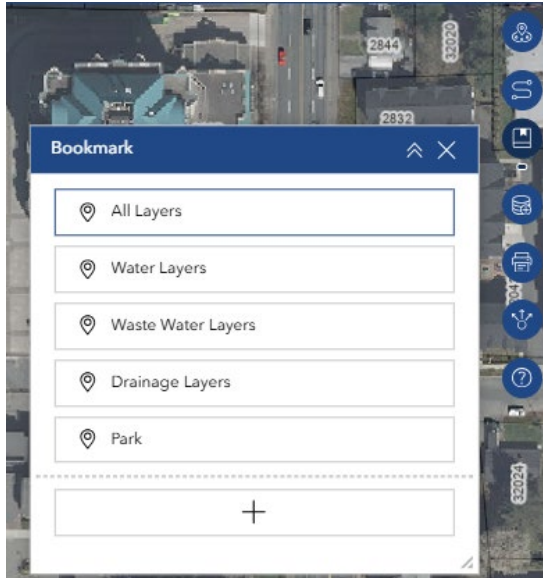 2844
32020
2832
Bookmark
All Layers
Water Layers
Waste Water Layers
Drainage Layers
Park
32024